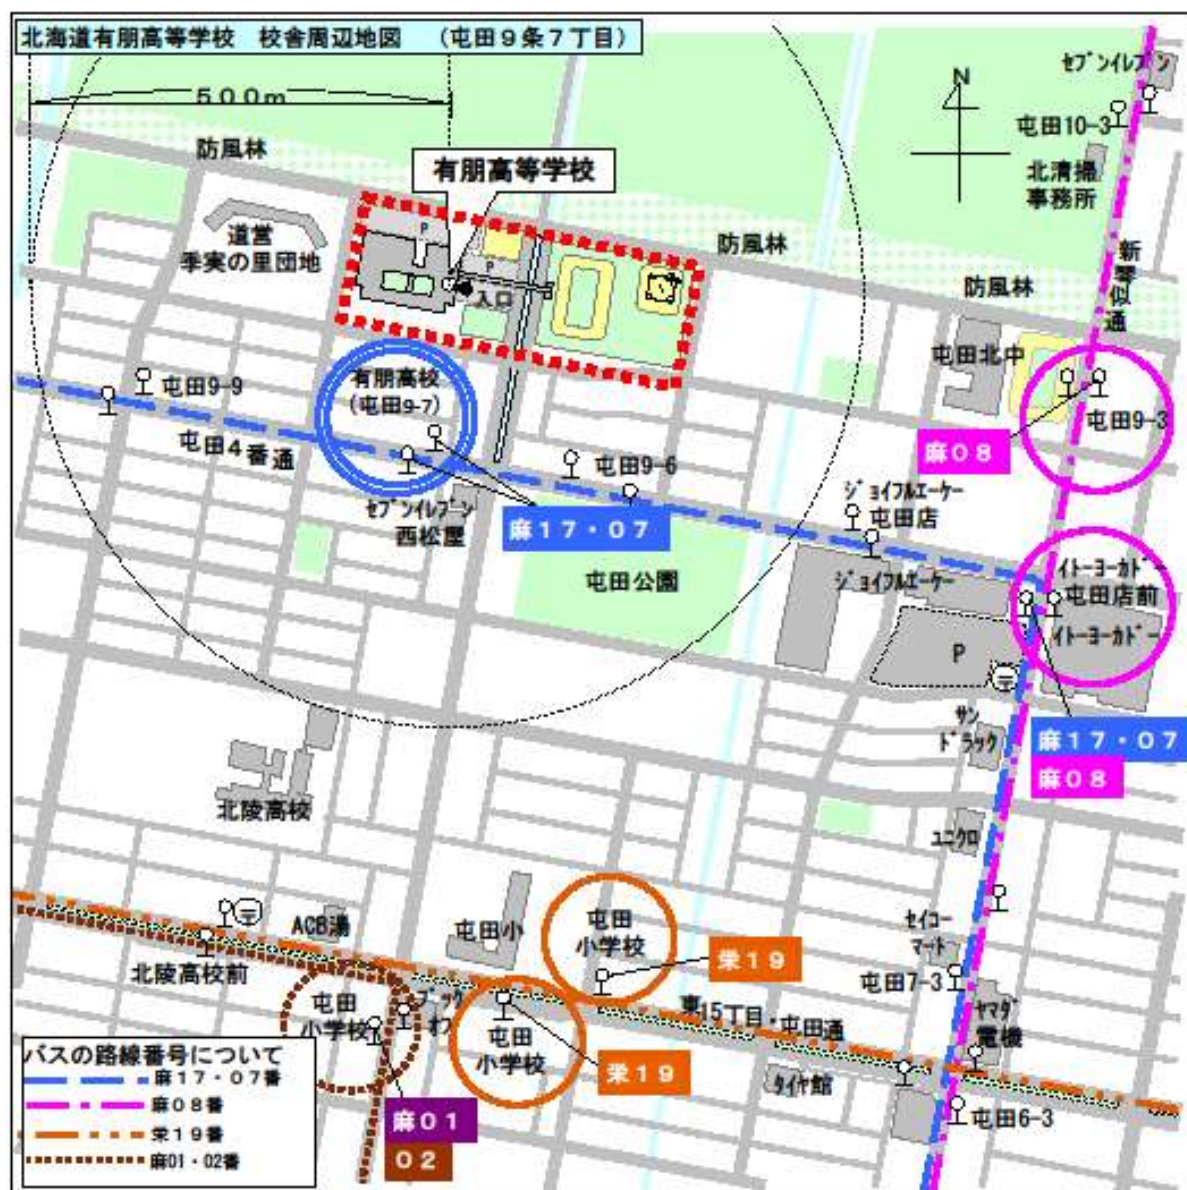 北海道有朋高等学校　校舎周辺地図　（屯田９条７丁目）
５００ｍ
セブンイレブン
N
屯田10-3
防風林
有朋高等学校
北清掃
事務所
P
道営
季実の里団地
防風林
新琴似通
P
入口
防風林
屯田北中
有朋高校
(屯田9-7)
屯田9-9
屯田9-3
屯田４番通
麻０８
屯田9-6
ジョイフルエーケー
屯田店
セブンイレブン
西松屋
麻１７・０７
イトーヨーカドー
屯田店前
屯田公園
ジョイフルエーケー
イトーヨーカドー
P
〒
サン
ドラッグ
麻１７・０７
麻０８
北陵高校
ユニクロ
〒
ACB湯
屯田小
屯田
小学校
セイコー
マート
北陵高校前
栄１９
屯田7-3
屯田
小学校
ブック
オフ
屯田
小学校
東15丁目・屯田通
ヤマダ
電機
バスの路線番号について
麻１７・０７番
麻０８番
栄１９番
麻01・02番
栄１９
タイヤ館
麻０１
０２
屯田6-3